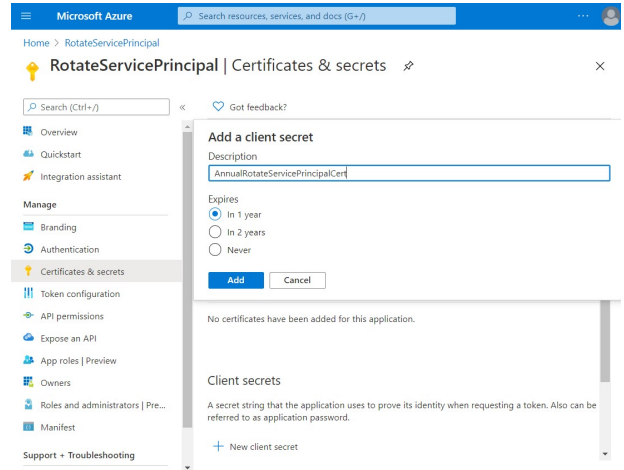 Microsoft Azure
Search resources, services, and docs (G+/)
...
Home > RotateServicePrincipal
RotateServicePrincipal | Certificates & secrets
Search (Ctrl+/)
«
Got feedback?
Overview
Quickstart
Integration assistant
Manage
Branding
Authentication
Certificates & secrets
Token configuration
API permissions
Expose an API
App roles | Preview
Owners
Roles and administrators | Pre...
Manifest
Support + Troubleshooting
Add a client secret
Description
AnnualRotateServicePrincipalCert
Expires
In 1 year
In 2 years
Never
Add Cancel
No certificates have been added for this application.
Client secrets
A secret string that the application uses to prove its identity when requesting a token. Also can be
referred to as application password.
+ New client secret